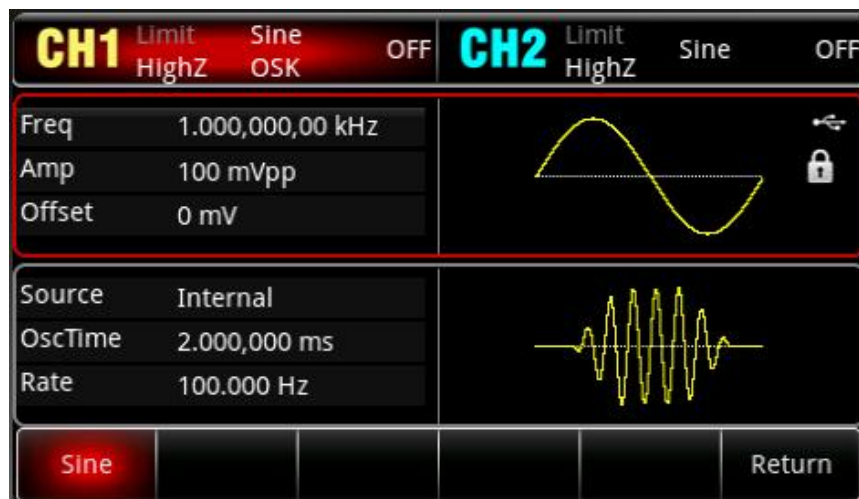 CH1 Limit Sine OFF CH2 Limit Sine OFF
HighZ OSK HighZ
Freq 1.000,000,00 kHz
Amp 100 mVpp
Offset 0 mV
Source Internal
OscTime 2.000,000 ms
Rate 100.000 Hz
Sine Return